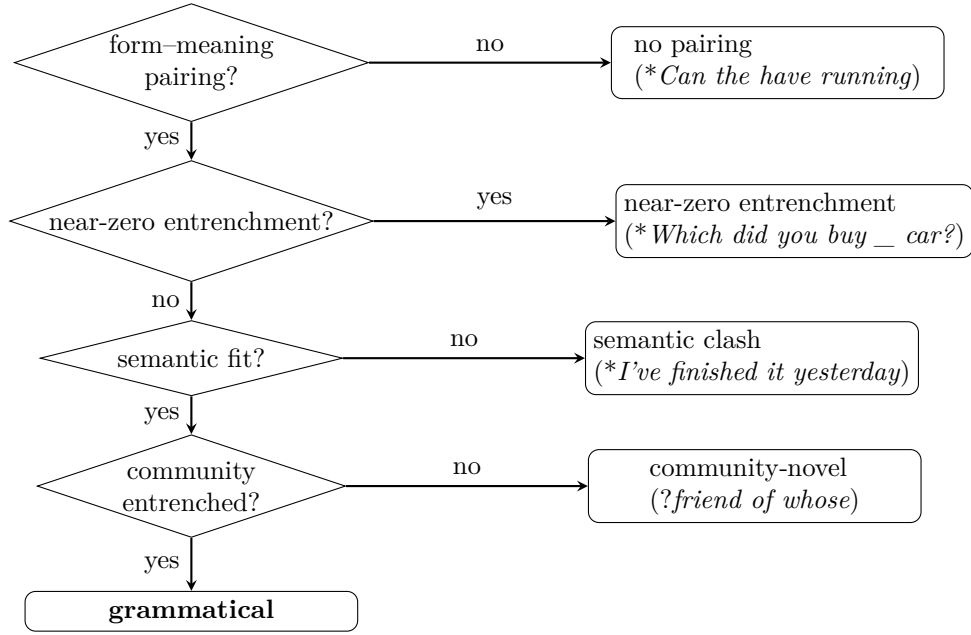 form–meaning
pairing?
no
no pairing
(*Can the have running)
yes
near-zero entrenchment?
yes
near-zero entrenchment
(*Which did you buy _ car?)
no
semantic fit?
no
semantic clash
(*I've finished it yesterday)
yes
community
entrenched?
no
community-novel
(?friend of whose)
yes
grammatical